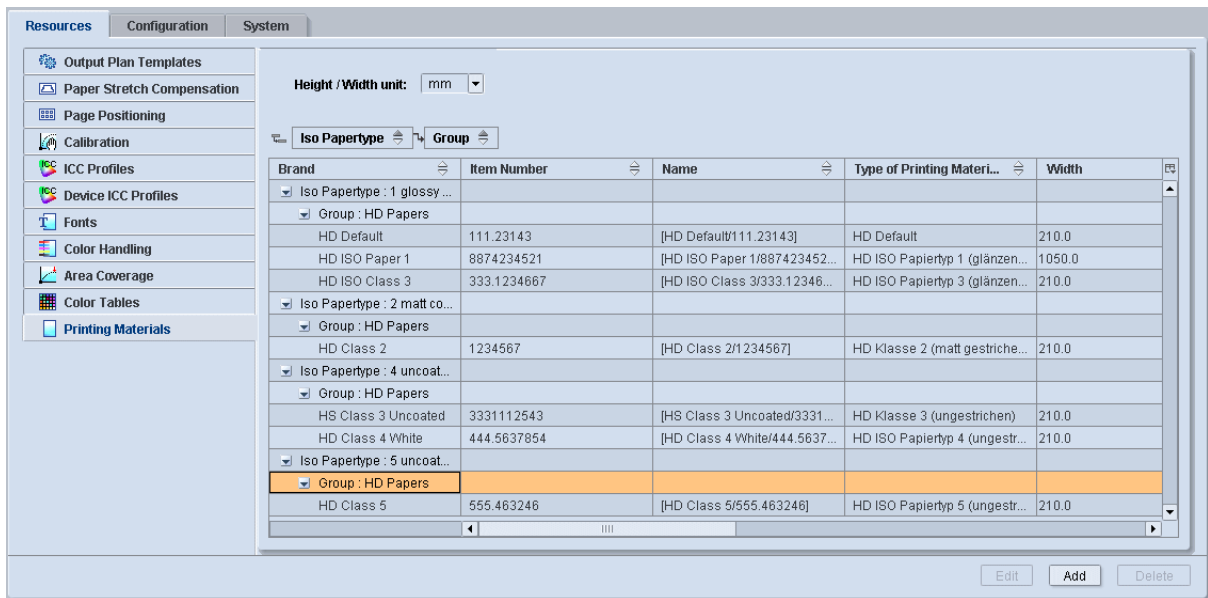 Resources Configuration System
Output Plan Templates
Paper Stretch Compensation
Page Positioning
Calibration
ICC Profiles
Device ICC Profiles
Fonts
Color Handling
Area Coverage
Color Tables
Printing Materials
Height / Width unit: mm
Iso Papertype Group
Brand Item Number Name Type of Printing Materi... Width
Iso Papertype : 1 glossy ...
Group : HD Papers
HD Default 111.23143 [HD Default/111.23143] HD Default 210.0
HD ISO Paper 1 8874234521 [HD ISO Paper 1/887423452... HD ISO Papiertyp 1 (glänzen... 1050.0
HD ISO Class 3 333.1234667 [HD ISO Class 3/333.12346... HD ISO Papiertyp 3 (glänzen... 210.0
Iso Papertype : 2 matt co...
Group : HD Papers
HD Class 2 1234567 [HD Class 2/1234567] HD Klasse 2 (matt gestriche... 210.0
Iso Papertype : 4 uncoat...
Group : HD Papers
HS Class 3 Uncoated 3331112543 [HS Class 3 Uncoated/3331... HD Klasse 3 (ungestrichen) 210.0
HD Class 4 White 444.5637854 [HD Class 4 White/444.5637... HD ISO Papiertyp 4 (ungestr... 210.0
Iso Papertype : 5 uncoat...
Group : HD Papers
HD Class 5 555.463246 [HD Class 5/555.463246] HD ISO Papiertyp 5 (ungestr... 210.0
Edit Add Delete